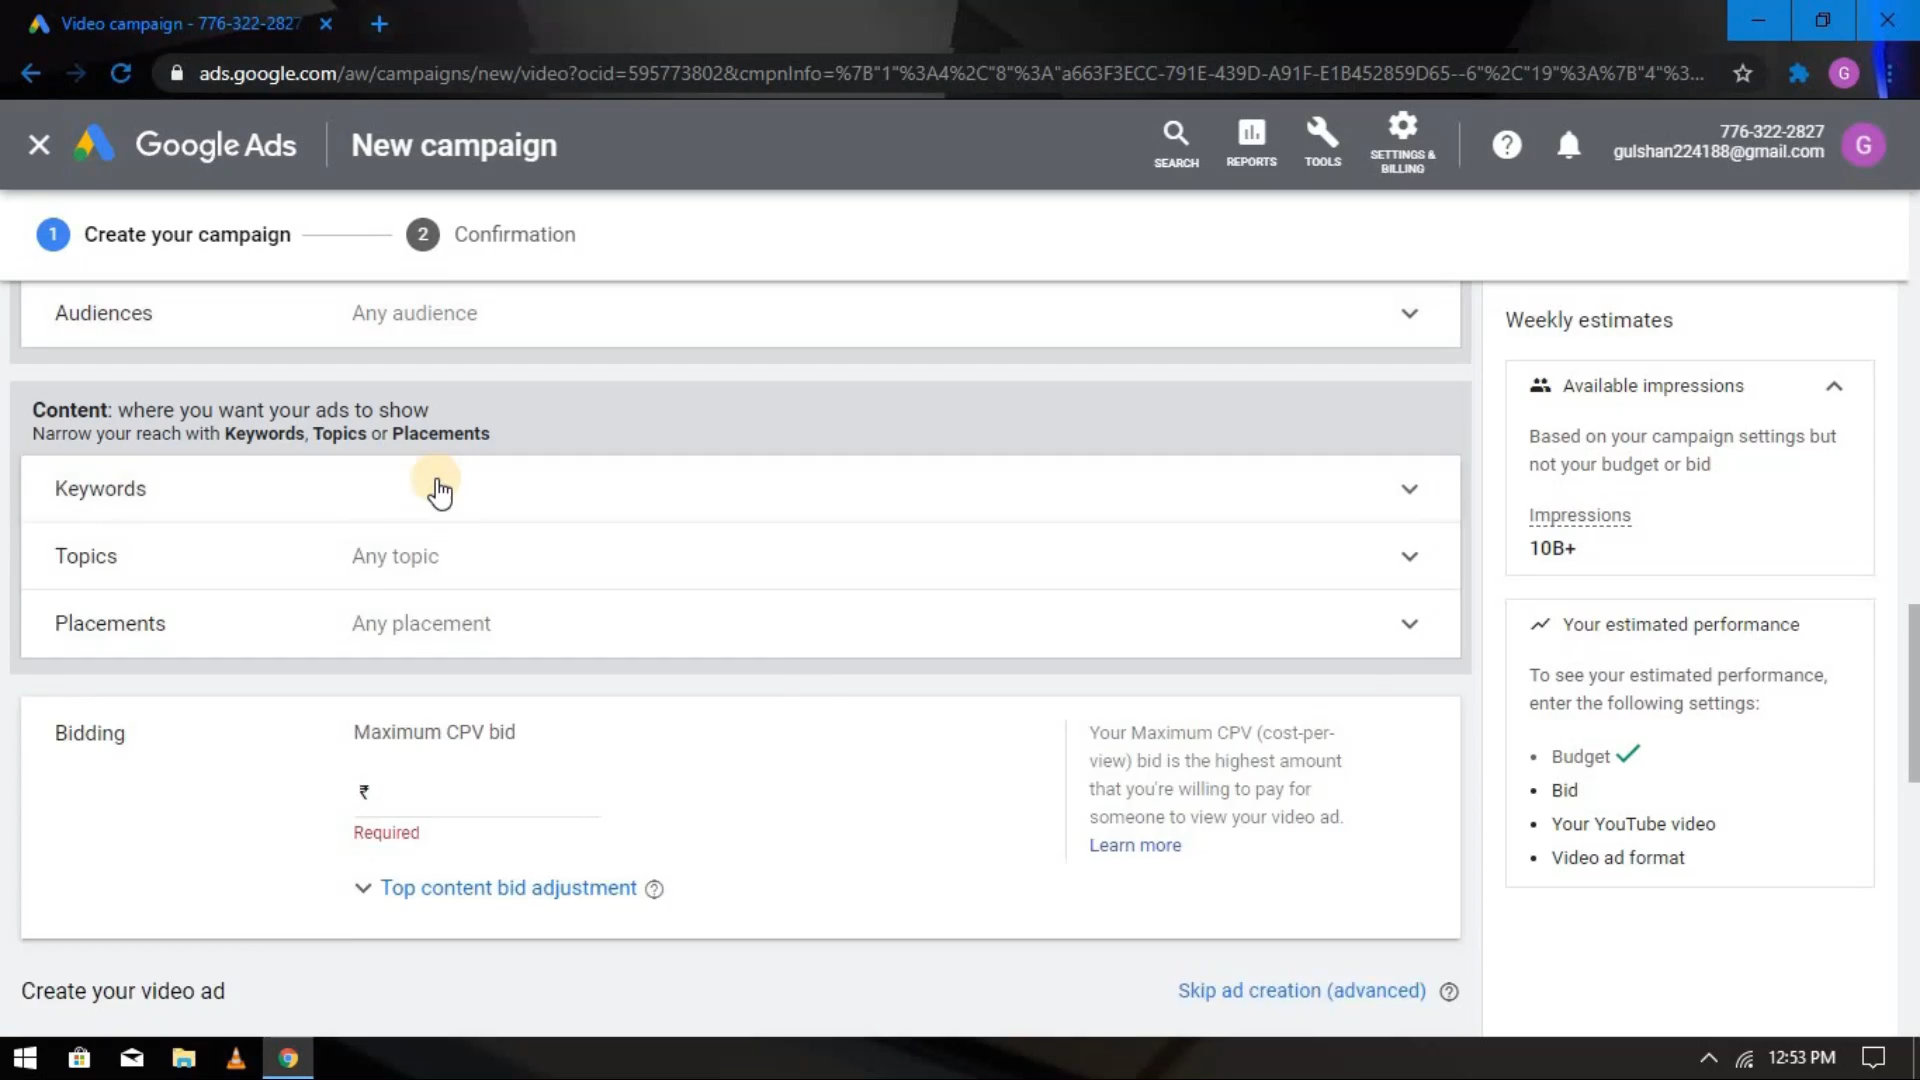 Video campaign - 776-322-2827
ads.google.com/aw/campaigns/new/video?ocid=595773802&cmpnInfo=%7B"1"%3A4%2C"8"%3A"a663F3ECC-791E-439D-A91F-E1B452859D65--6"%2C"19"%3A%7B"4"%3...
G
Google Ads
New campaign
SEARCH
REPORTS
TOOLS
SETTINGS &
BILLING
?
776-322-2827
gulshan224188@gmail.com
G
1 Create your campaign
2 Confirmation
Audiences Any audience
Content: where you want your ads to show
Narrow your reach with Keywords, Topics or Placements
Keywords
Topics Any topic
Placements Any placement
Bidding
Maximum CPV bid
₹
Required
Top content bid adjustment ?
Your Maximum CPV (cost-per-
view) bid is the highest amount
that you're willing to pay for
someone to view your video ad.
Learn more
Create your video ad
Skip ad creation (advanced) ?
Weekly estimates
Available impressions
Based on your campaign settings but
not your budget or bid
Impressions
10B+
Your estimated performance
To see your estimated performance,
enter the following settings:
• Budget
• Bid
• Your YouTube video
• Video ad format
12:53 PM